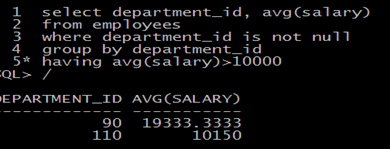 1 select department_id, avg(salary)
2 from employees
3 where department_id is not null
4 group by department_id
5* having avg(salary)>10000
SQL> /
DEPARTMENT_ID AVG(SALARY)
------------- -----------
90 19333.3333
110 10150